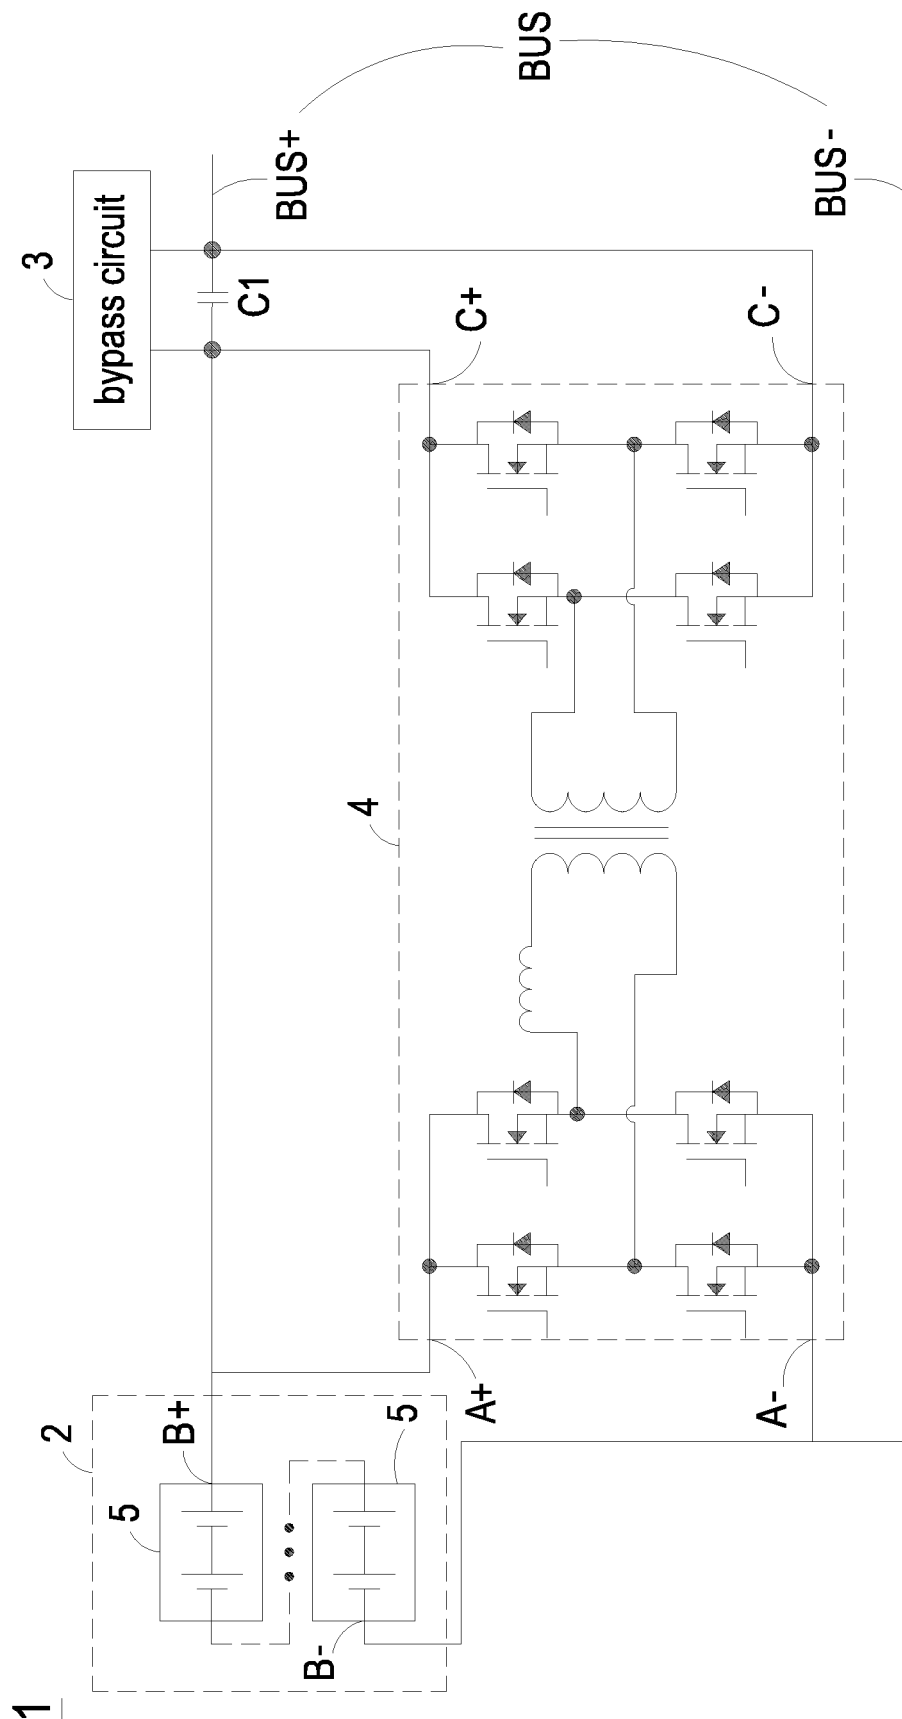 1
2
5
B+
5
B-
3
bypass circuit
C1
BUS+
BUS
BUS-
4
A+
A-
C+
C-